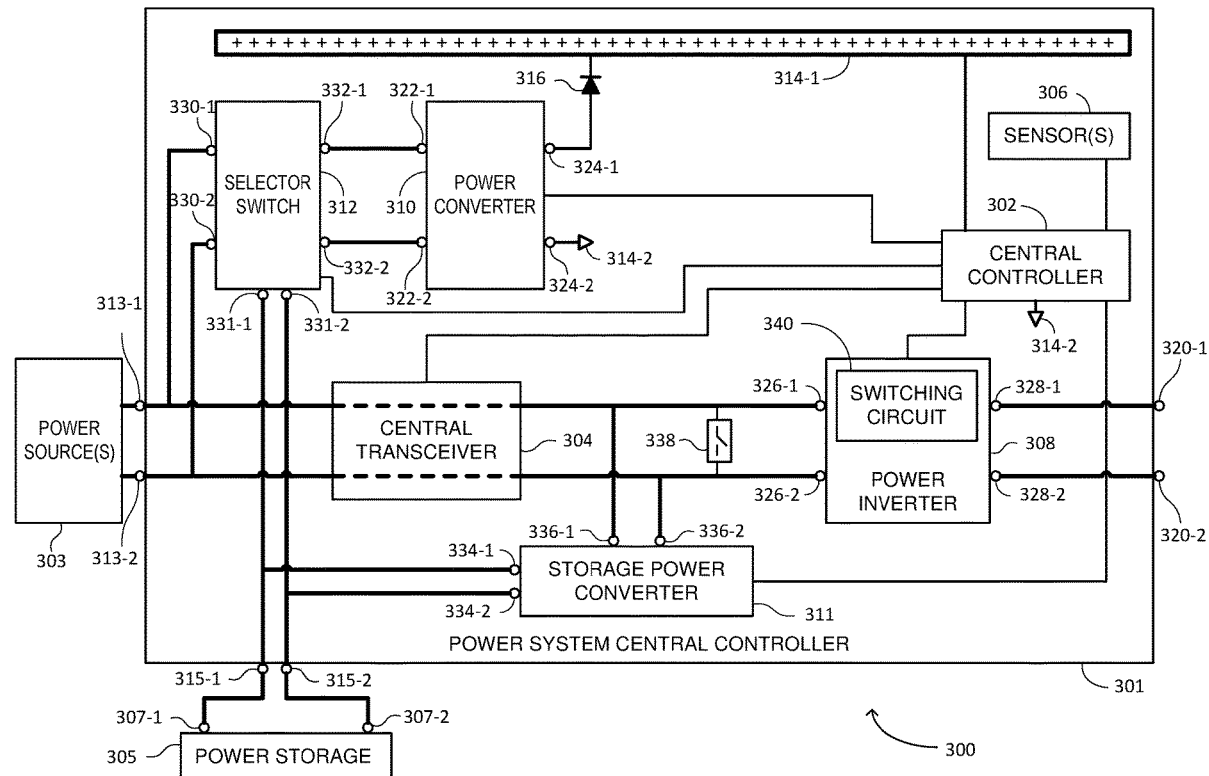 + + + + + + + + + + + + + + + + + + + + + + + + + + + + + + + + + + + + + + + + + + + + + + + + + +
314-1
316
306
SENSOR(S)
330-1
332-1
322-1
324-1
SELECTOR
SWITCH
312
310
POWER
CONVERTER
330-2
332-2
322-2
324-2
314-2
302
CENTRAL
CONTROLLER
314-2
331-1
331-2
313-1
340
320-1
POWER
SOURCE(S)
CENTRAL
TRANSCEIVER
304
338
326-1
SWITCHING
CIRCUIT
328-1
308
POWER
INVERTER
326-2
328-2
320-2
303
313-2
336-1
336-2
334-1
STORAGE POWER
CONVERTER
334-2
311
POWER SYSTEM CENTRAL CONTROLLER
301
315-1
315-2
307-1
307-2
305
POWER STORAGE
300